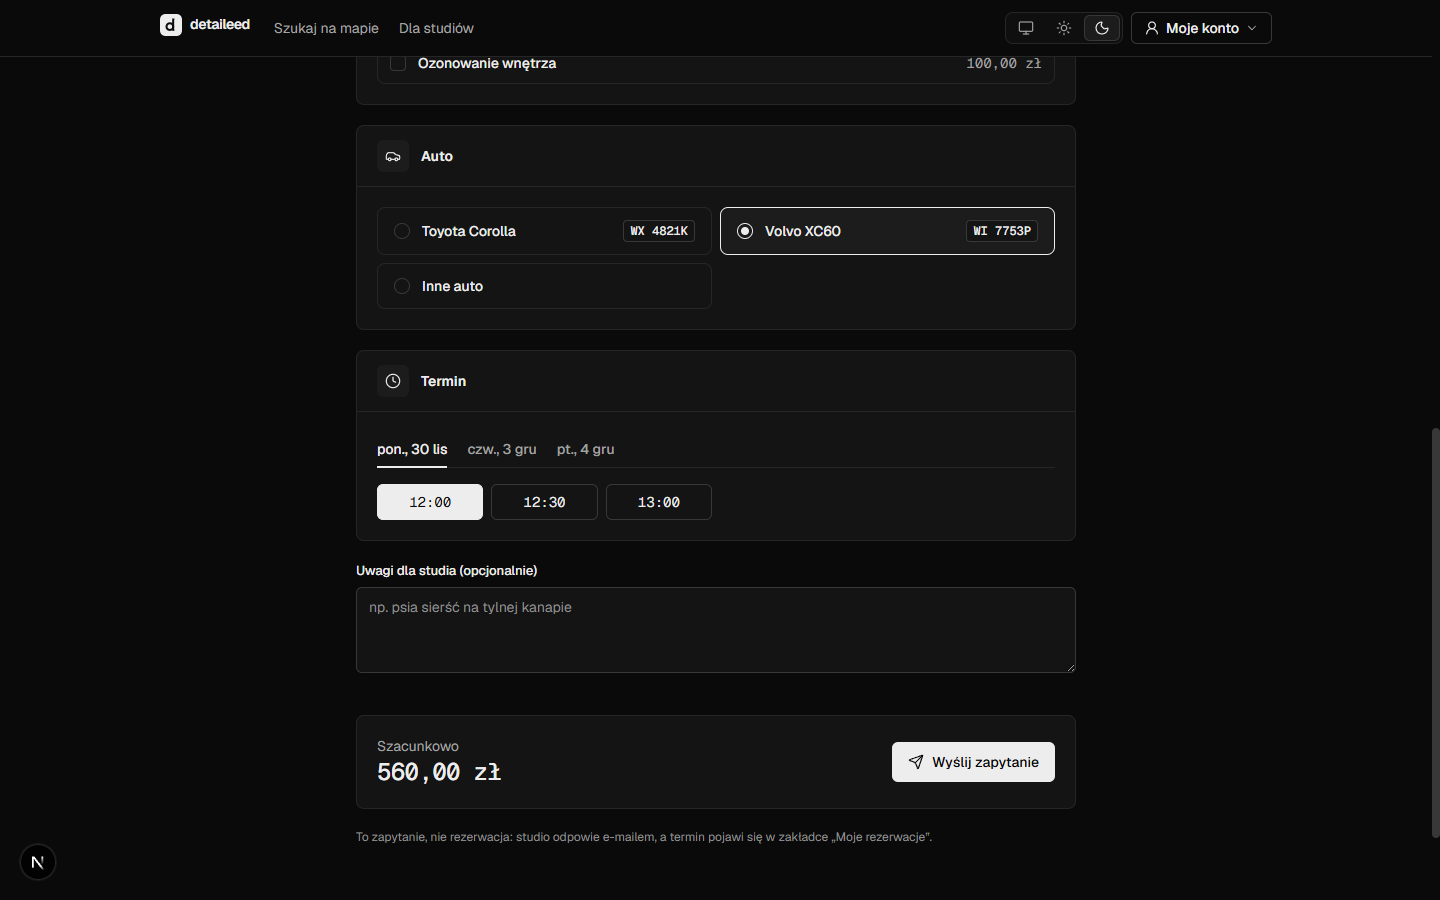 d detaileed Szukaj na mapie Dla studiów Moje konto
Ozonowanie wnętrza 100,00 zł
Auto
Toyota Corolla WX 4821K Volvo XC60 WI 7753P
Inne auto
Termin
pon., 30 lis czw., 3 gru pt., 4 gru
12:00 12:30 13:00
Uwagi dla studia (opcjonalnie)
np. psia sierść na tylnej kanapie
Szacunkowo
560,00 zł
Wyślij zapytanie
To zapytanie, nie rezerwacja: studio odpowie e-mailem, a termin pojawi się w zakładce „Moje rezerwacje”.
N